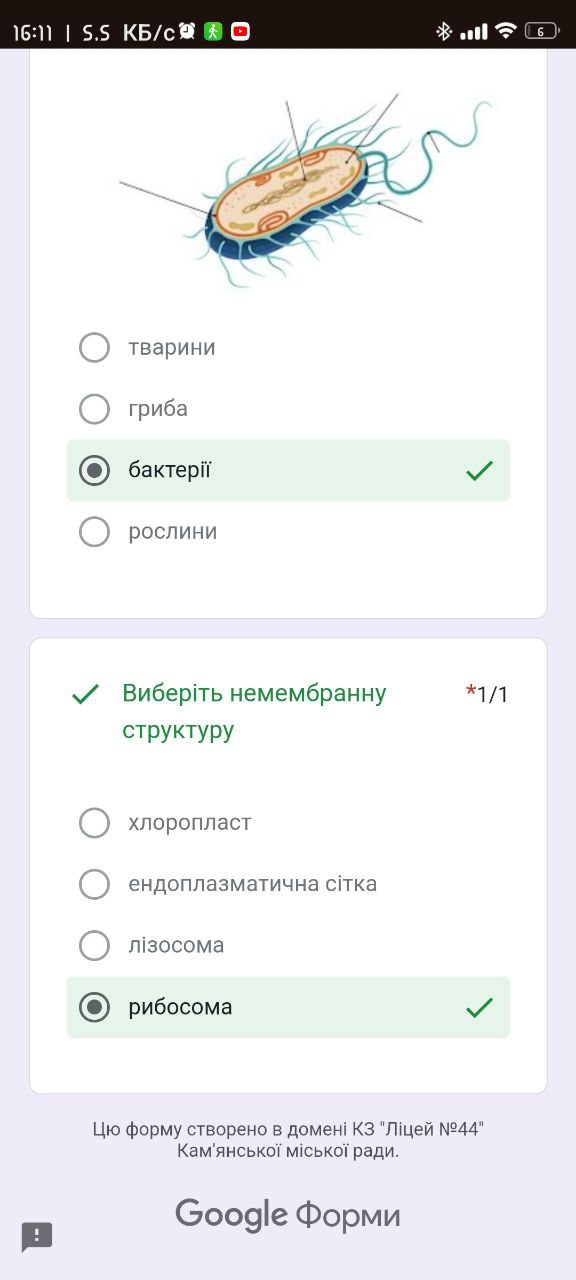 16:11 | 5.5 КБ/с
6
тварини
гриба
бактерії
рослини
Виберіть немембранну *1/1
структуру
хлоропласт
ендоплазматична сітка
лізосома
рибосома
Цю форму створено в домені КЗ "Ліцей №44"
Кам'янської міської ради.
Google Форми